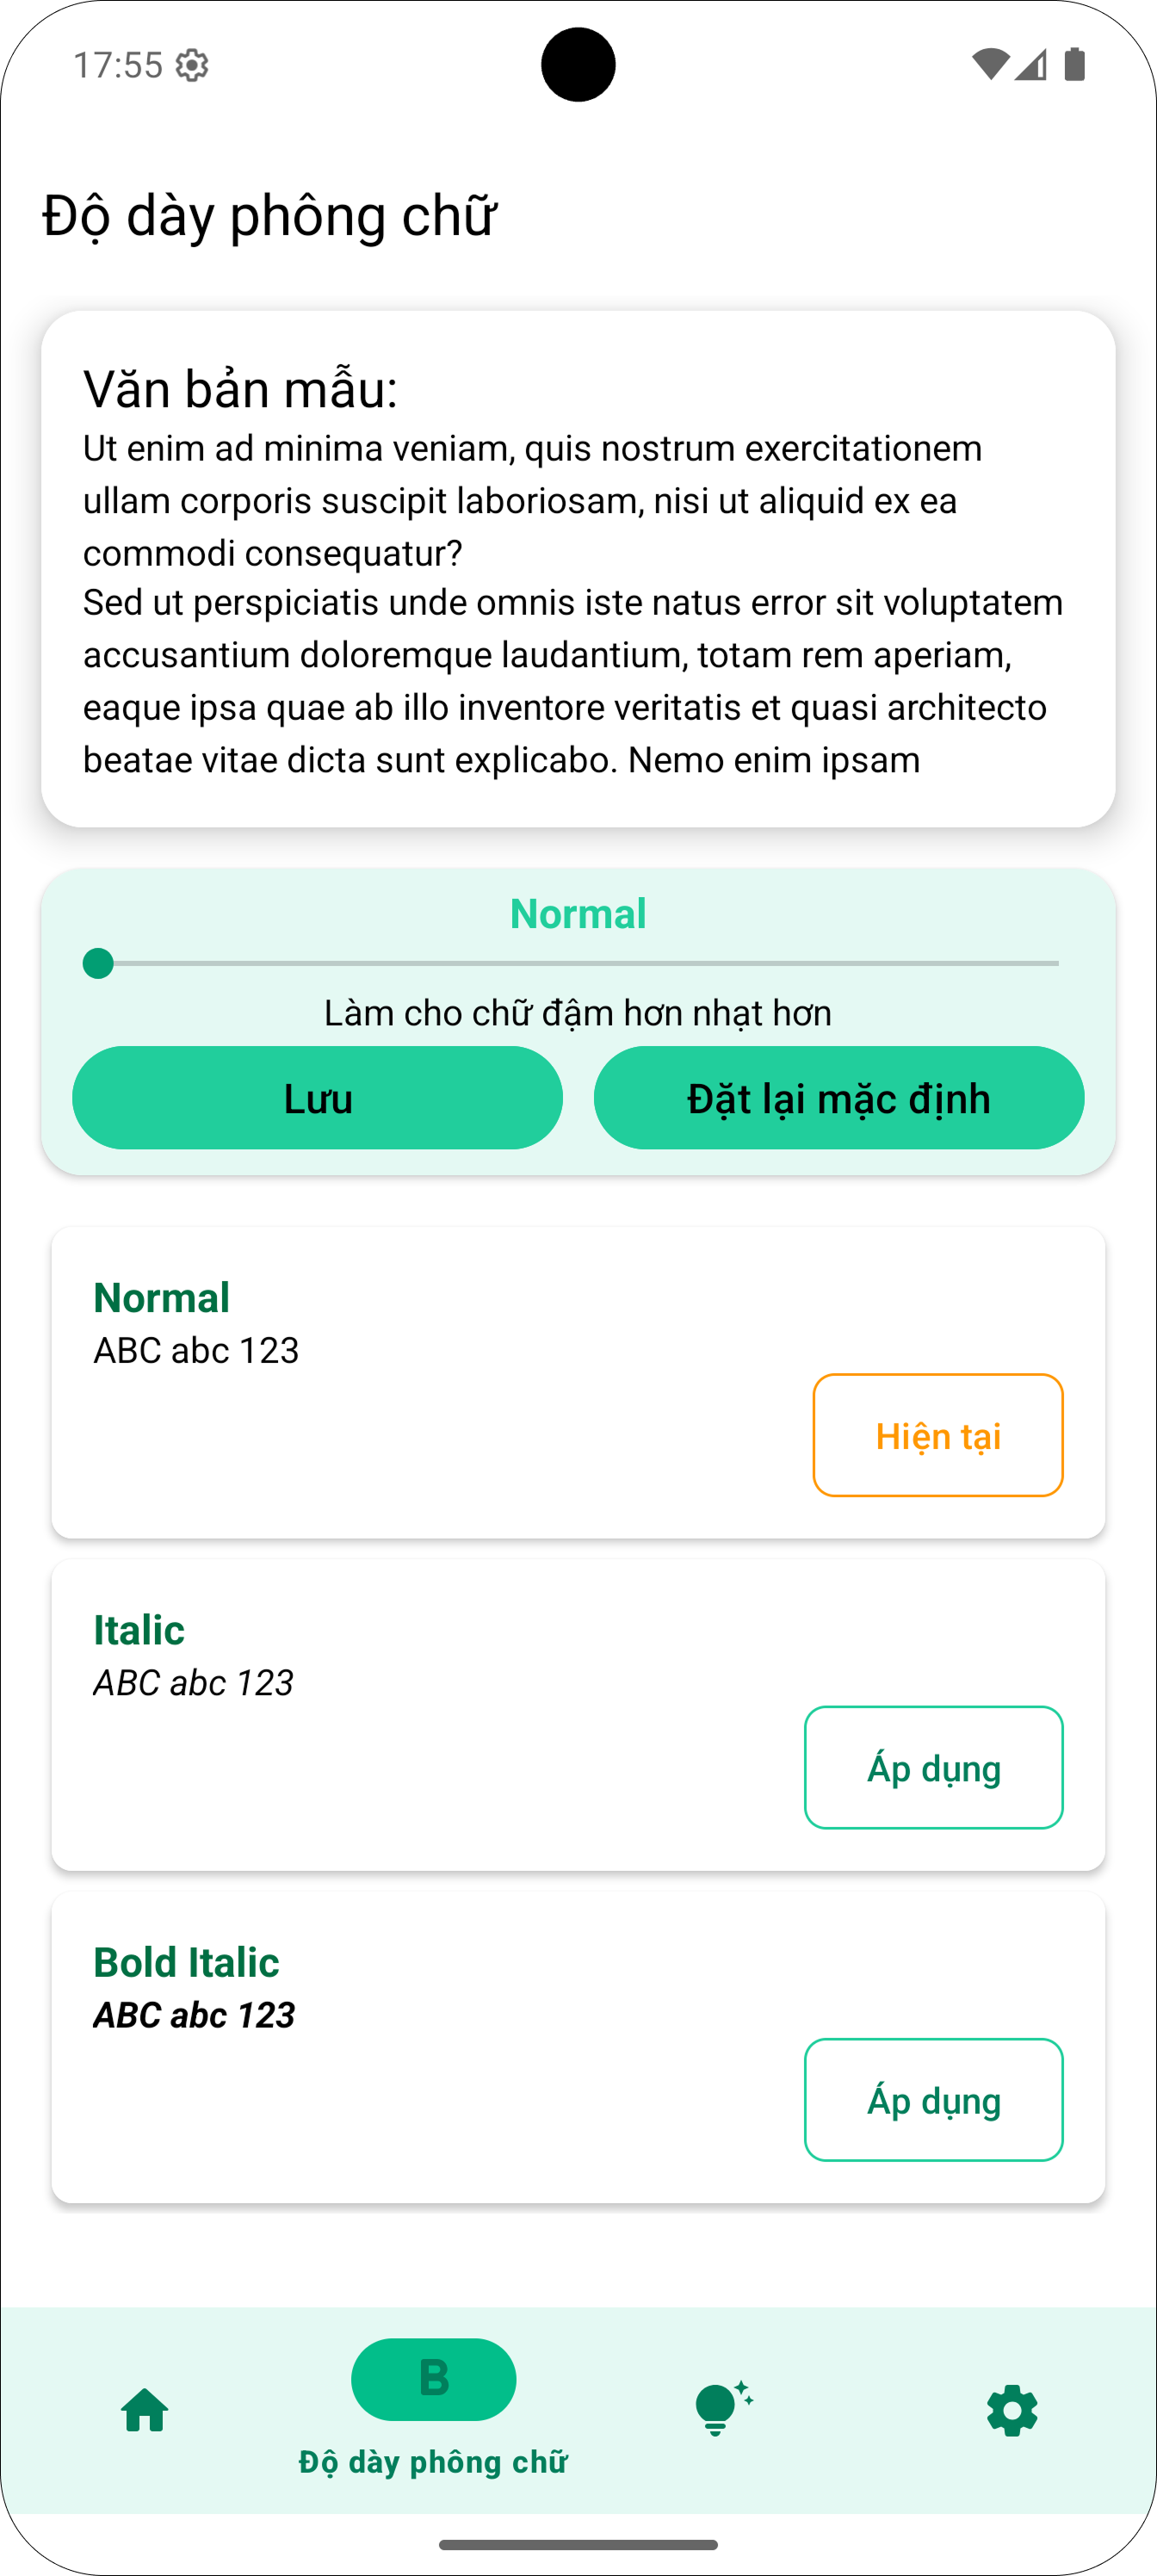 17:55
Độ dày phông chữ
Văn bản mẫu:
Ut enim ad minima veniam, quis nostrum exercitationem
ullam corporis suscipit laboriosam, nisi ut aliquid ex ea
commodi consequatur?
Sed ut perspiciatis unde omnis iste natus error sit voluptatem
accusantium doloremque laudantium, totam rem aperiam,
eaque ipsa quae ab illo inventore veritatis et quasi architecto
beatae vitae dicta sunt explicabo. Nemo enim ipsam
Normal
Làm cho chữ đậm hơn nhạt hơn
Lưu
Đặt lại mặc định
Normal
ABC abc 123
Hiện tại
Italic
ABC abc 123
Áp dụng
Bold Italic
ABC abc 123
Áp dụng
B
Độ dày phông chữ